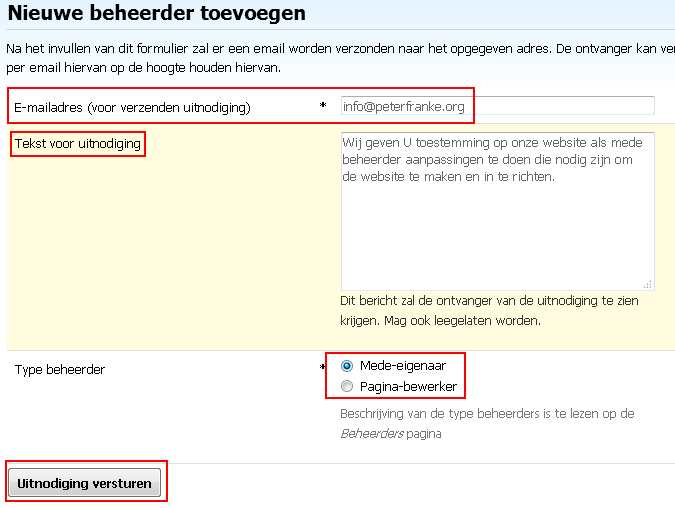 Nieuwe beheerder toevoegen
Na het invullen van dit formulier zal er een email worden verzonden naar het opgegeven adres. De ontvanger kan
per email hiervan op de hoogte houden hiervan.
E-mailadres (voor verzenden uitnodiging) * info@peterfranke.org
Tekst voor uitnodiging
Wij geven U toestemming op onze website als mede
beheerder aanpassingen te doen die nodig zijn om
de website te maken en in te richten.
Dit bericht zal de ontvanger van de uitnodiging te zien
krijgen. Mag ook leegelaten worden.
Type beheerder * Mede-eigenaar
Pagina-bewerker
Beschrijving van de type beheerders is te lezen op de
Beheerders pagina
Uitnodiging versturen